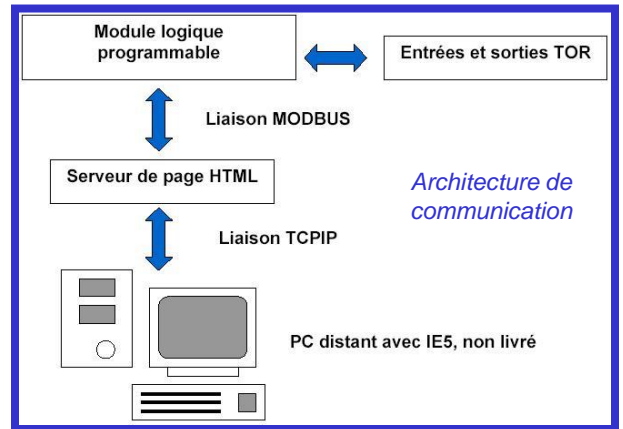 Module logique
programmable
Entrées et sorties TOR
Liaison MODBUS
Serveur de page HTML
Architecture de
communication
Liaison TCPIP
PC distant avec IE5, non livré